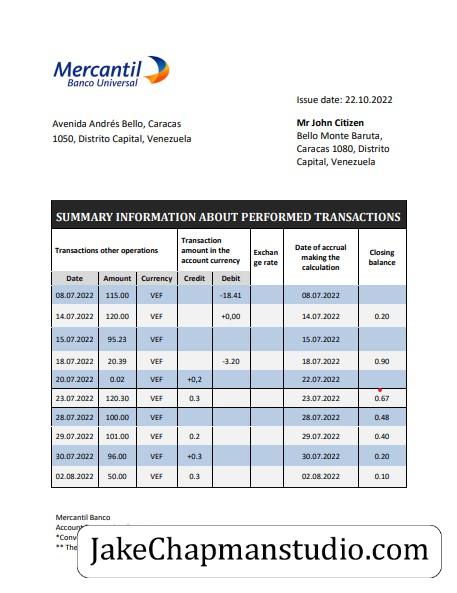 Mercantil
Banco Universal
Issue date: 22.10.2022
Avenida Andrés Bello, Caracas
1050, Distrito Capital, Venezuela
Mr John Citizen
Bello Monte Baruta,
Caracas 1080, Distrito
Capital, Venezuela
SUMMARY INFORMATION ABOUT PERFORMED TRANSACTIONS
Transactions other operations
Transaction
amount in the
account currency
Exchan
ge rate
Date of accrual
making the
calculation
Closing
balance
Date Amount Currency Credit Debit
08.07.2022 115.00 VEF -18.41 08.07.2022
14.07.2022 120.00 VEF +0,00 14.07.2022 0.20
15.07.2022 95.23 VEF 15.07.2022
18.07.2022 20.39 VEF -3.20 18.07.2022 0.90
20.07.2022 0.02 VEF +0,2 22.07.2022
23.07.2022 120.30 VEF 0.3 23.07.2022 0.67
28.07.2022 100.00 VEF 28.07.2022 0.48
29.07.2022 101.00 VEF 0.2 29.07.2022 0.40
30.07.2022 96.00 VEF +0.3 30.07.2022 0.20
02.08.2022 50.00 VEF 0.3 02.08.2022 0.10
Mercantil Banco
** The
JakeChapmanstudio.com